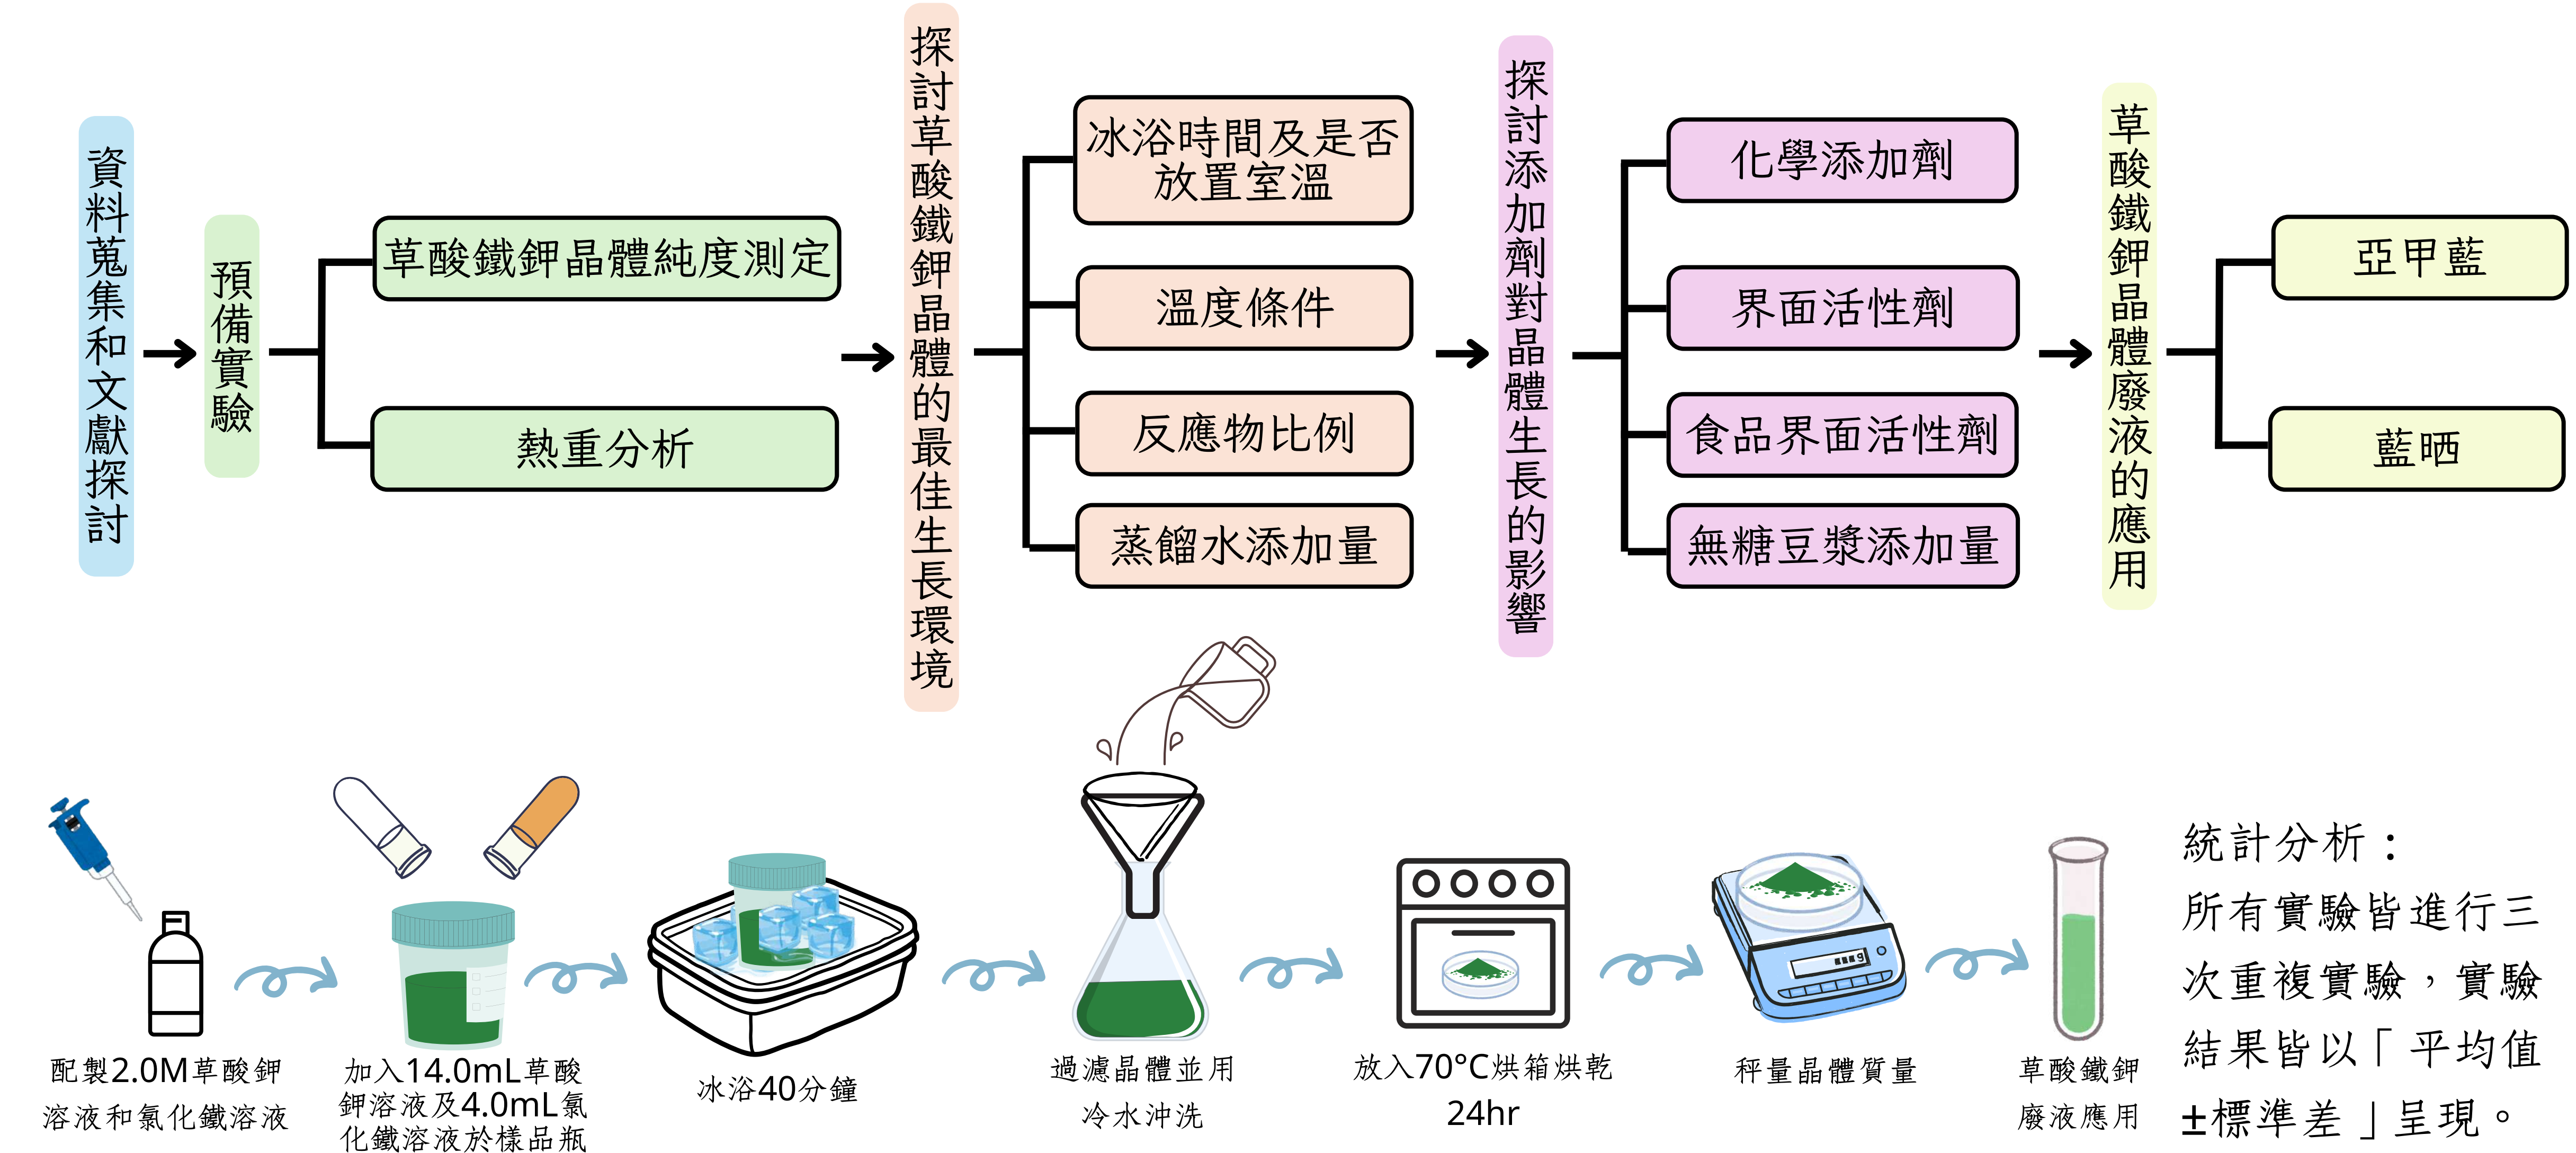 資料蒐集和文獻探討
預備實驗
草酸鐵鉀晶體純度測定
熱重分析
探討草酸鐵鉀晶體的最佳生長環境
冰浴時間及是否
放置室溫
溫度條件
反應物比例
蒸餾水添加量
探討添加劑對晶體生長的影響
化學添加劑
界面活性劑
食品界面活性劑
無糖豆漿添加量
草酸鐵鉀晶體廢液的應用
亞甲藍
藍晒
配製2.0M草酸鉀
溶液和氯化鐵溶液
加入14.0mL草酸
鉀溶液及4.0mL氯
化鐵溶液於樣品瓶
冰浴40分鐘
過濾晶體並用
冷水沖洗
放入70°C烘箱烘乾
24hr
秤量晶體質量
草酸鐵鉀
廢液應用
統計分析：
所有實驗皆進行三
次重複實驗，實驗
結果皆以「平均值
±標準差」呈現。